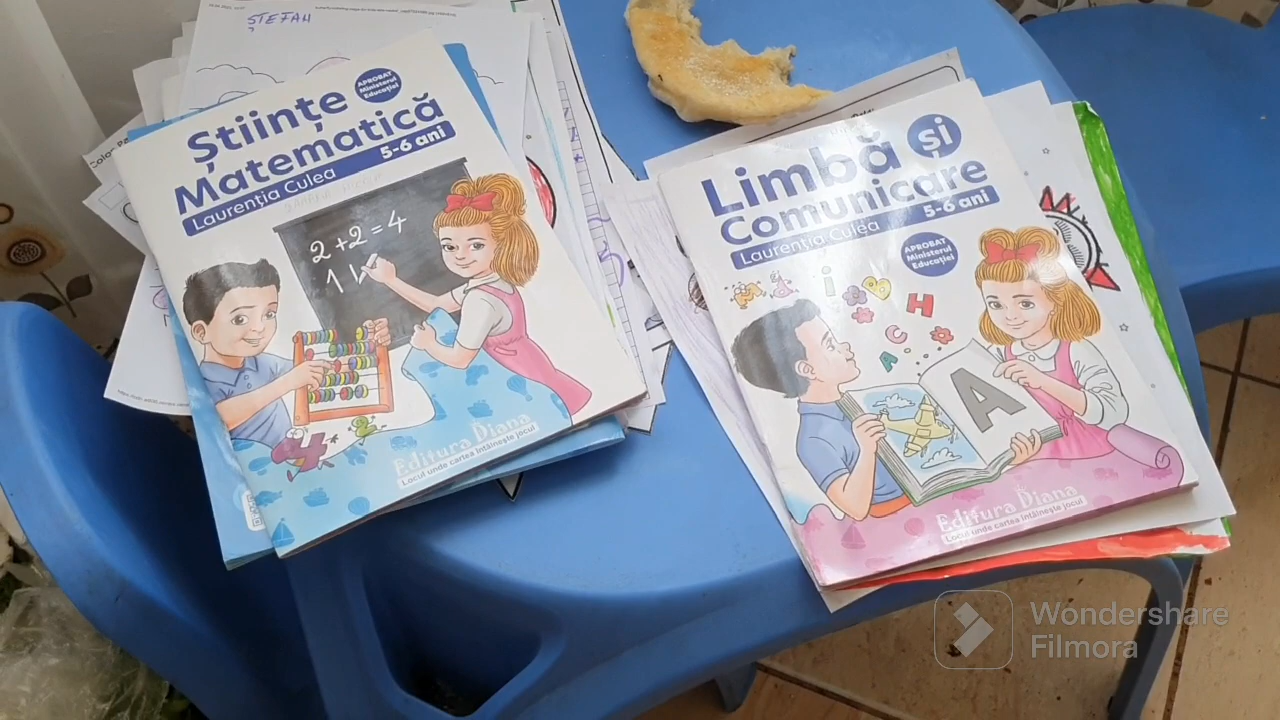 ȘTEFAN
Științe
Matematică
5-6 ani
Laurenția Culea
APROBAT
Ministerul
Educației
2+2=4
1
Editura Diana
Locul unde cartea întâlnește jocul
Limbă și
Comunicare
5-6 ani
Laurenția Culea
APROBAT
Ministerul
Educației
i
H
A
C
A
Editura Diana
Locul unde cartea întâlnește jocul
Wondershare
Filmora